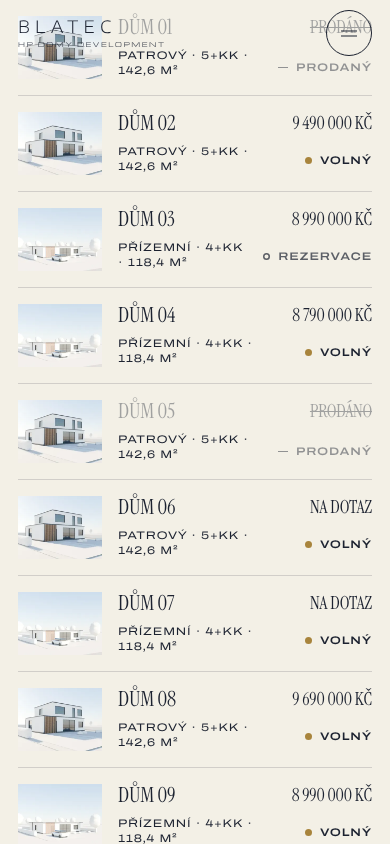 BLATEC
HP DOMY DEVELOPMENT
DŮM 01
PRODÁNO
PATROVÝ · 5+KK ·
142,6 M²
— PRODANÝ
DŮM 02
9 490 000 KČ
PATROVÝ · 5+KK ·
142,6 M²
VOLNÝ
DŮM 03
8 990 000 KČ
PŘÍZEMNÍ · 4+KK
· 118,4 M²
REZERVACE
DŮM 04
8 790 000 KČ
PŘÍZEMNÍ · 4+KK ·
118,4 M²
VOLNÝ
DŮM 05
PRODÁNO
PATROVÝ · 5+KK ·
142,6 M²
— PRODANÝ
DŮM 06
NA DOTAZ
PATROVÝ · 5+KK ·
142,6 M²
VOLNÝ
DŮM 07
NA DOTAZ
PŘÍZEMNÍ · 4+KK ·
118,4 M²
VOLNÝ
DŮM 08
9 690 000 KČ
PATROVÝ · 5+KK ·
142,6 M²
VOLNÝ
DŮM 09
8 990 000 KČ
PŘÍZEMNÍ · 4+KK ·
118,4 M²
VOLNÝ